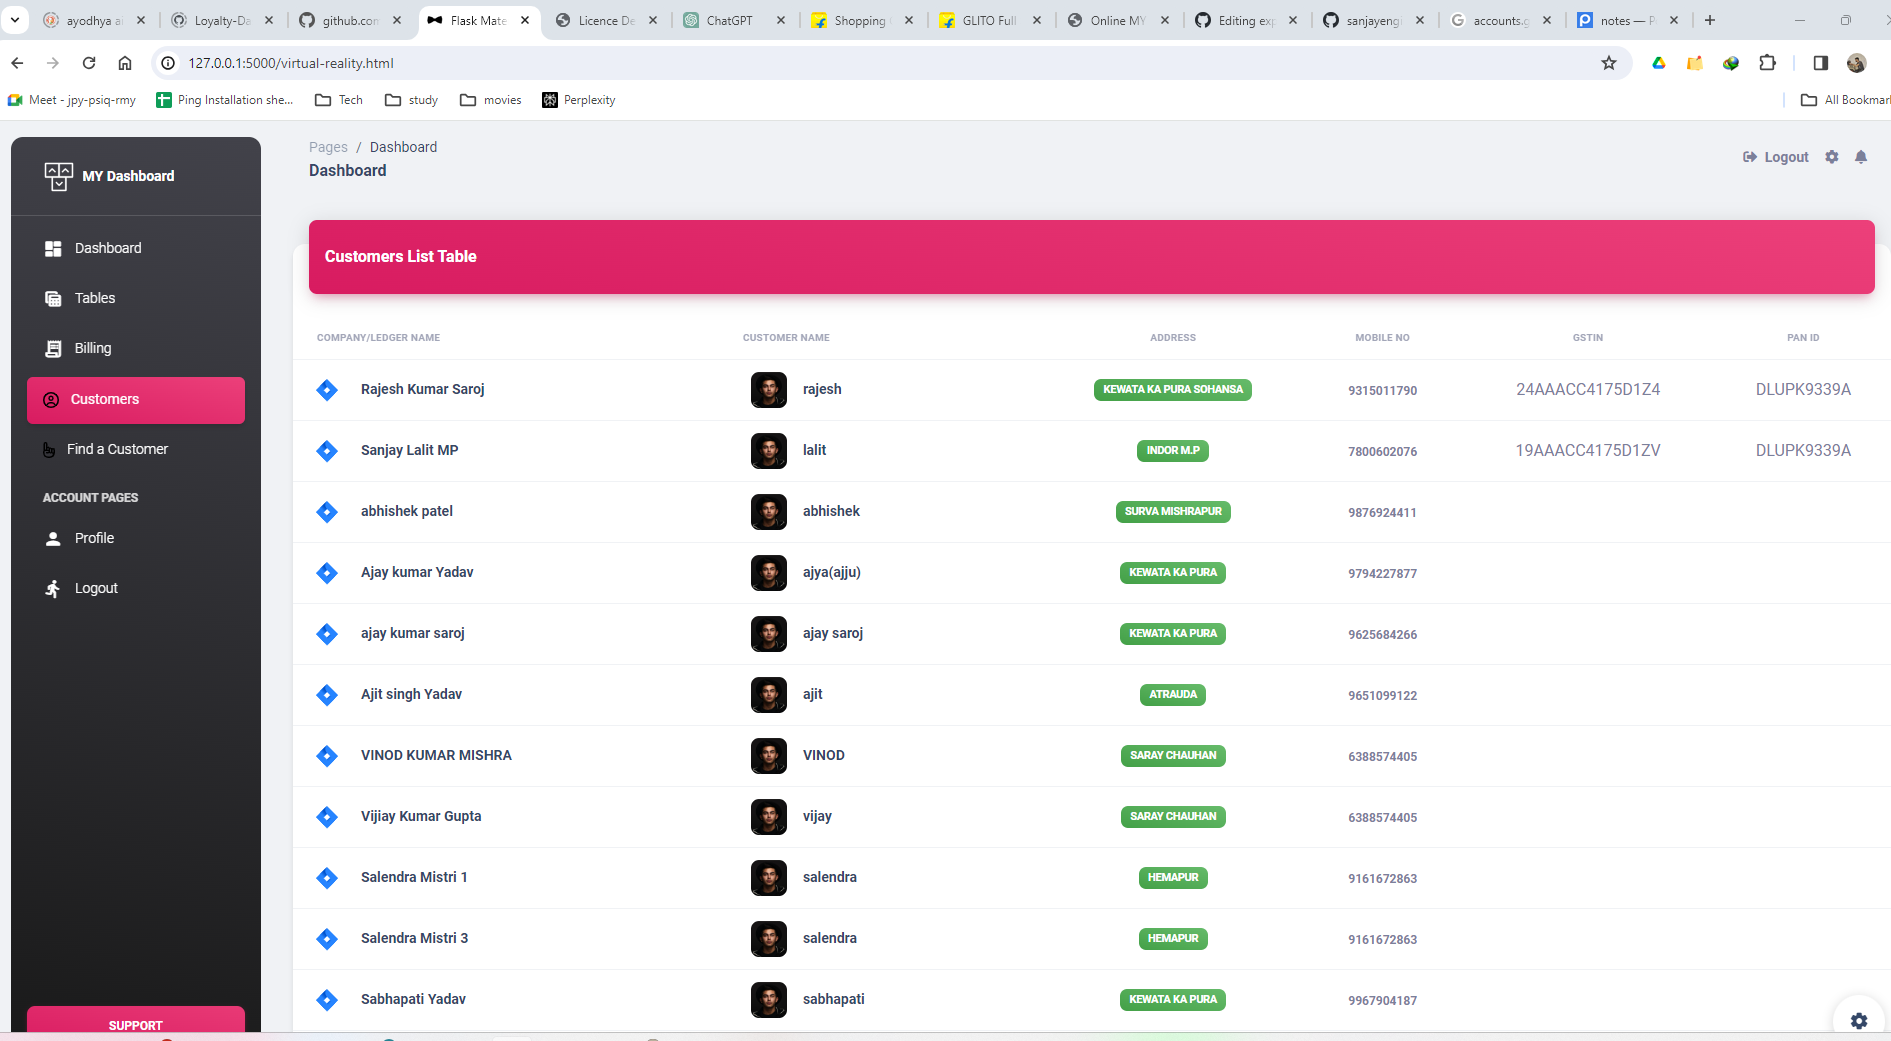 ayodhya ai
Loyalty-Da
github.com
Flask Mate
Licence De
ChatGPT
Shopping
GLITO Full
Online MY
Editing exp
sanjayengi
accounts.g
notes — P
127.0.0.1:5000/virtual-reality.html
Meet - jpy-psiq-rmy
Ping Installation she...
Tech
study
movies
Perplexity
All Bookmar
MY Dashboard
Dashboard
Tables
Billing
Customers
Find a Customer
ACCOUNT PAGES
Profile
Logout
SUPPORT
Pages / Dashboard
Dashboard
Logout
Customers List Table
COMPANY/LEDGER NAME CUSTOMER NAME ADDRESS MOBILE NO GSTIN PAN ID
Rajesh Kumar Saroj rajesh KEWATA KA PURA SOHANSA 9315011790 24AAACC4175D1Z4 DLUPK9339A
Sanjay Lalit MP lalit INDOR M.P 7800602076 19AAACC4175D1ZV DLUPK9339A
abhishek patel abhishek SURVA MISHRAPUR 9876924411
Ajay kumar Yadav ajya(ajju) KEWATA KA PURA 9794227877
ajay kumar saroj ajay saroj KEWATA KA PURA 9625684266
Ajit singh Yadav ajit ATRAUDA 9651099122
VINOD KUMAR MISHRA VINOD SARAY CHAUHAN 6388574405
Vijiay Kumar Gupta vijay SARAY CHAUHAN 6388574405
Salendra Mistri 1 salendra HEMAPUR 9161672863
Salendra Mistri 3 salendra HEMAPUR 9161672863
Sabhapati Yadav sabhapati KEWATA KA PURA 9967904187